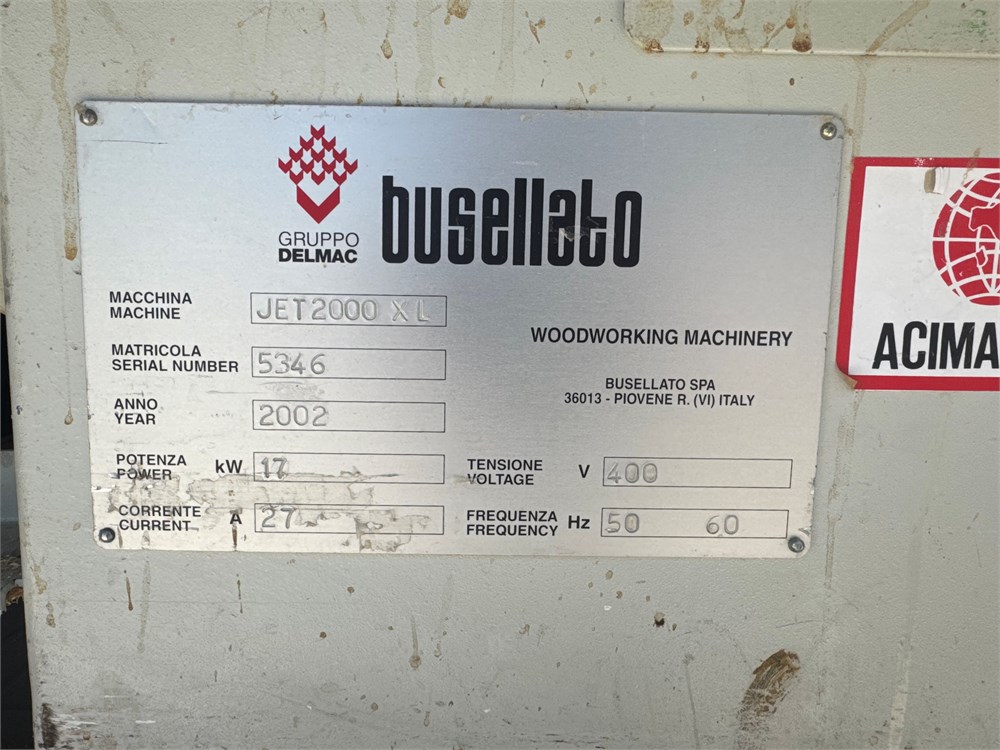 GRUPPO
DELMAC
busellato
MACCHINA
MACHINE
JET2000 XL
MATRICOLA
SERIAL NUMBER
5346
ANNO
YEAR
2002
POTENZA
POWER
kW 17
CORRENTE
CURRENT
A 27
WOODWORKING MACHINERY
BUSELLATO SPA
36013 - PIOVENE R. (VI) ITALY
TENSIONE
VOLTAGE
V 400
FREQUENZA
FREQUENCY
Hz 50 60
ACIMA